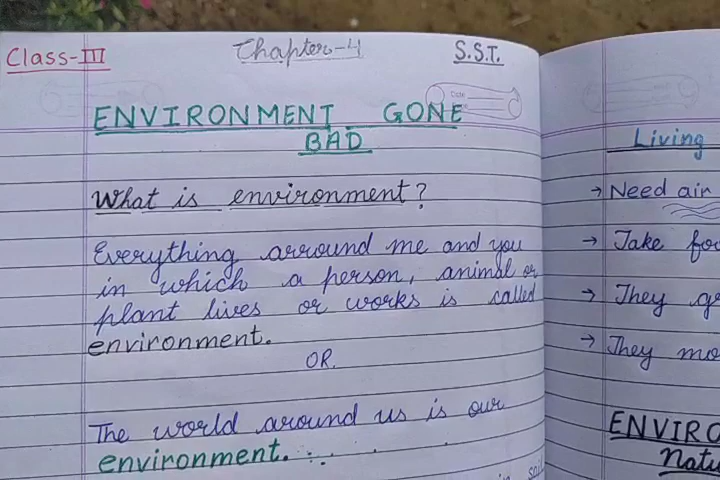 Class-III
Chapter-4
S.S.T.
ENVIRONMENT GONE
BAD
What is environment?
Everything arround me and you
in which a person, animal or
plant lives or works is called
environment.
OR.
The world around us is our
environment.
Living
→ Need air
→ Take
→ They
→ They